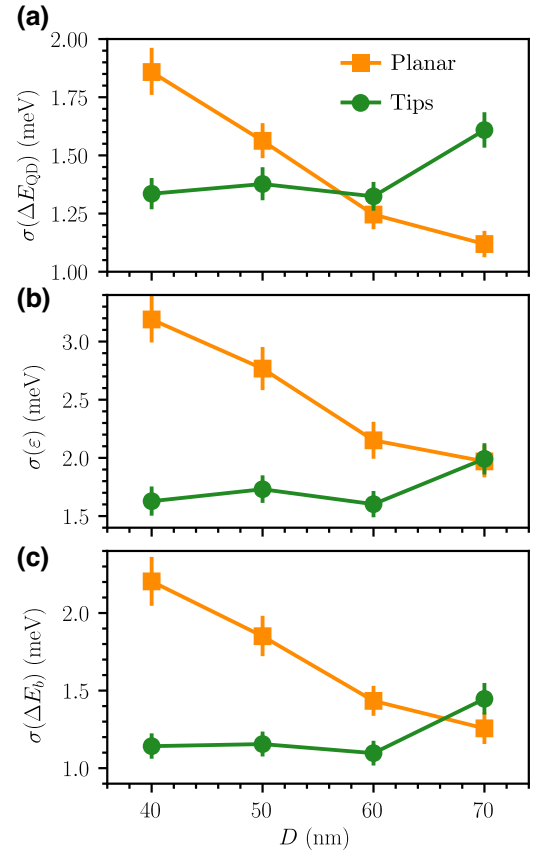 (a)
2.00
1.75
1.50
1.25
1.00
σ(ΔE_QD) (meV)
Planar
Tips
(b)
3.0
2.5
2.0
1.5
σ(ε) (meV)
(c)
2.0
1.5
1.0
σ(ΔE_b) (meV)
40 50 60 70
D (nm)